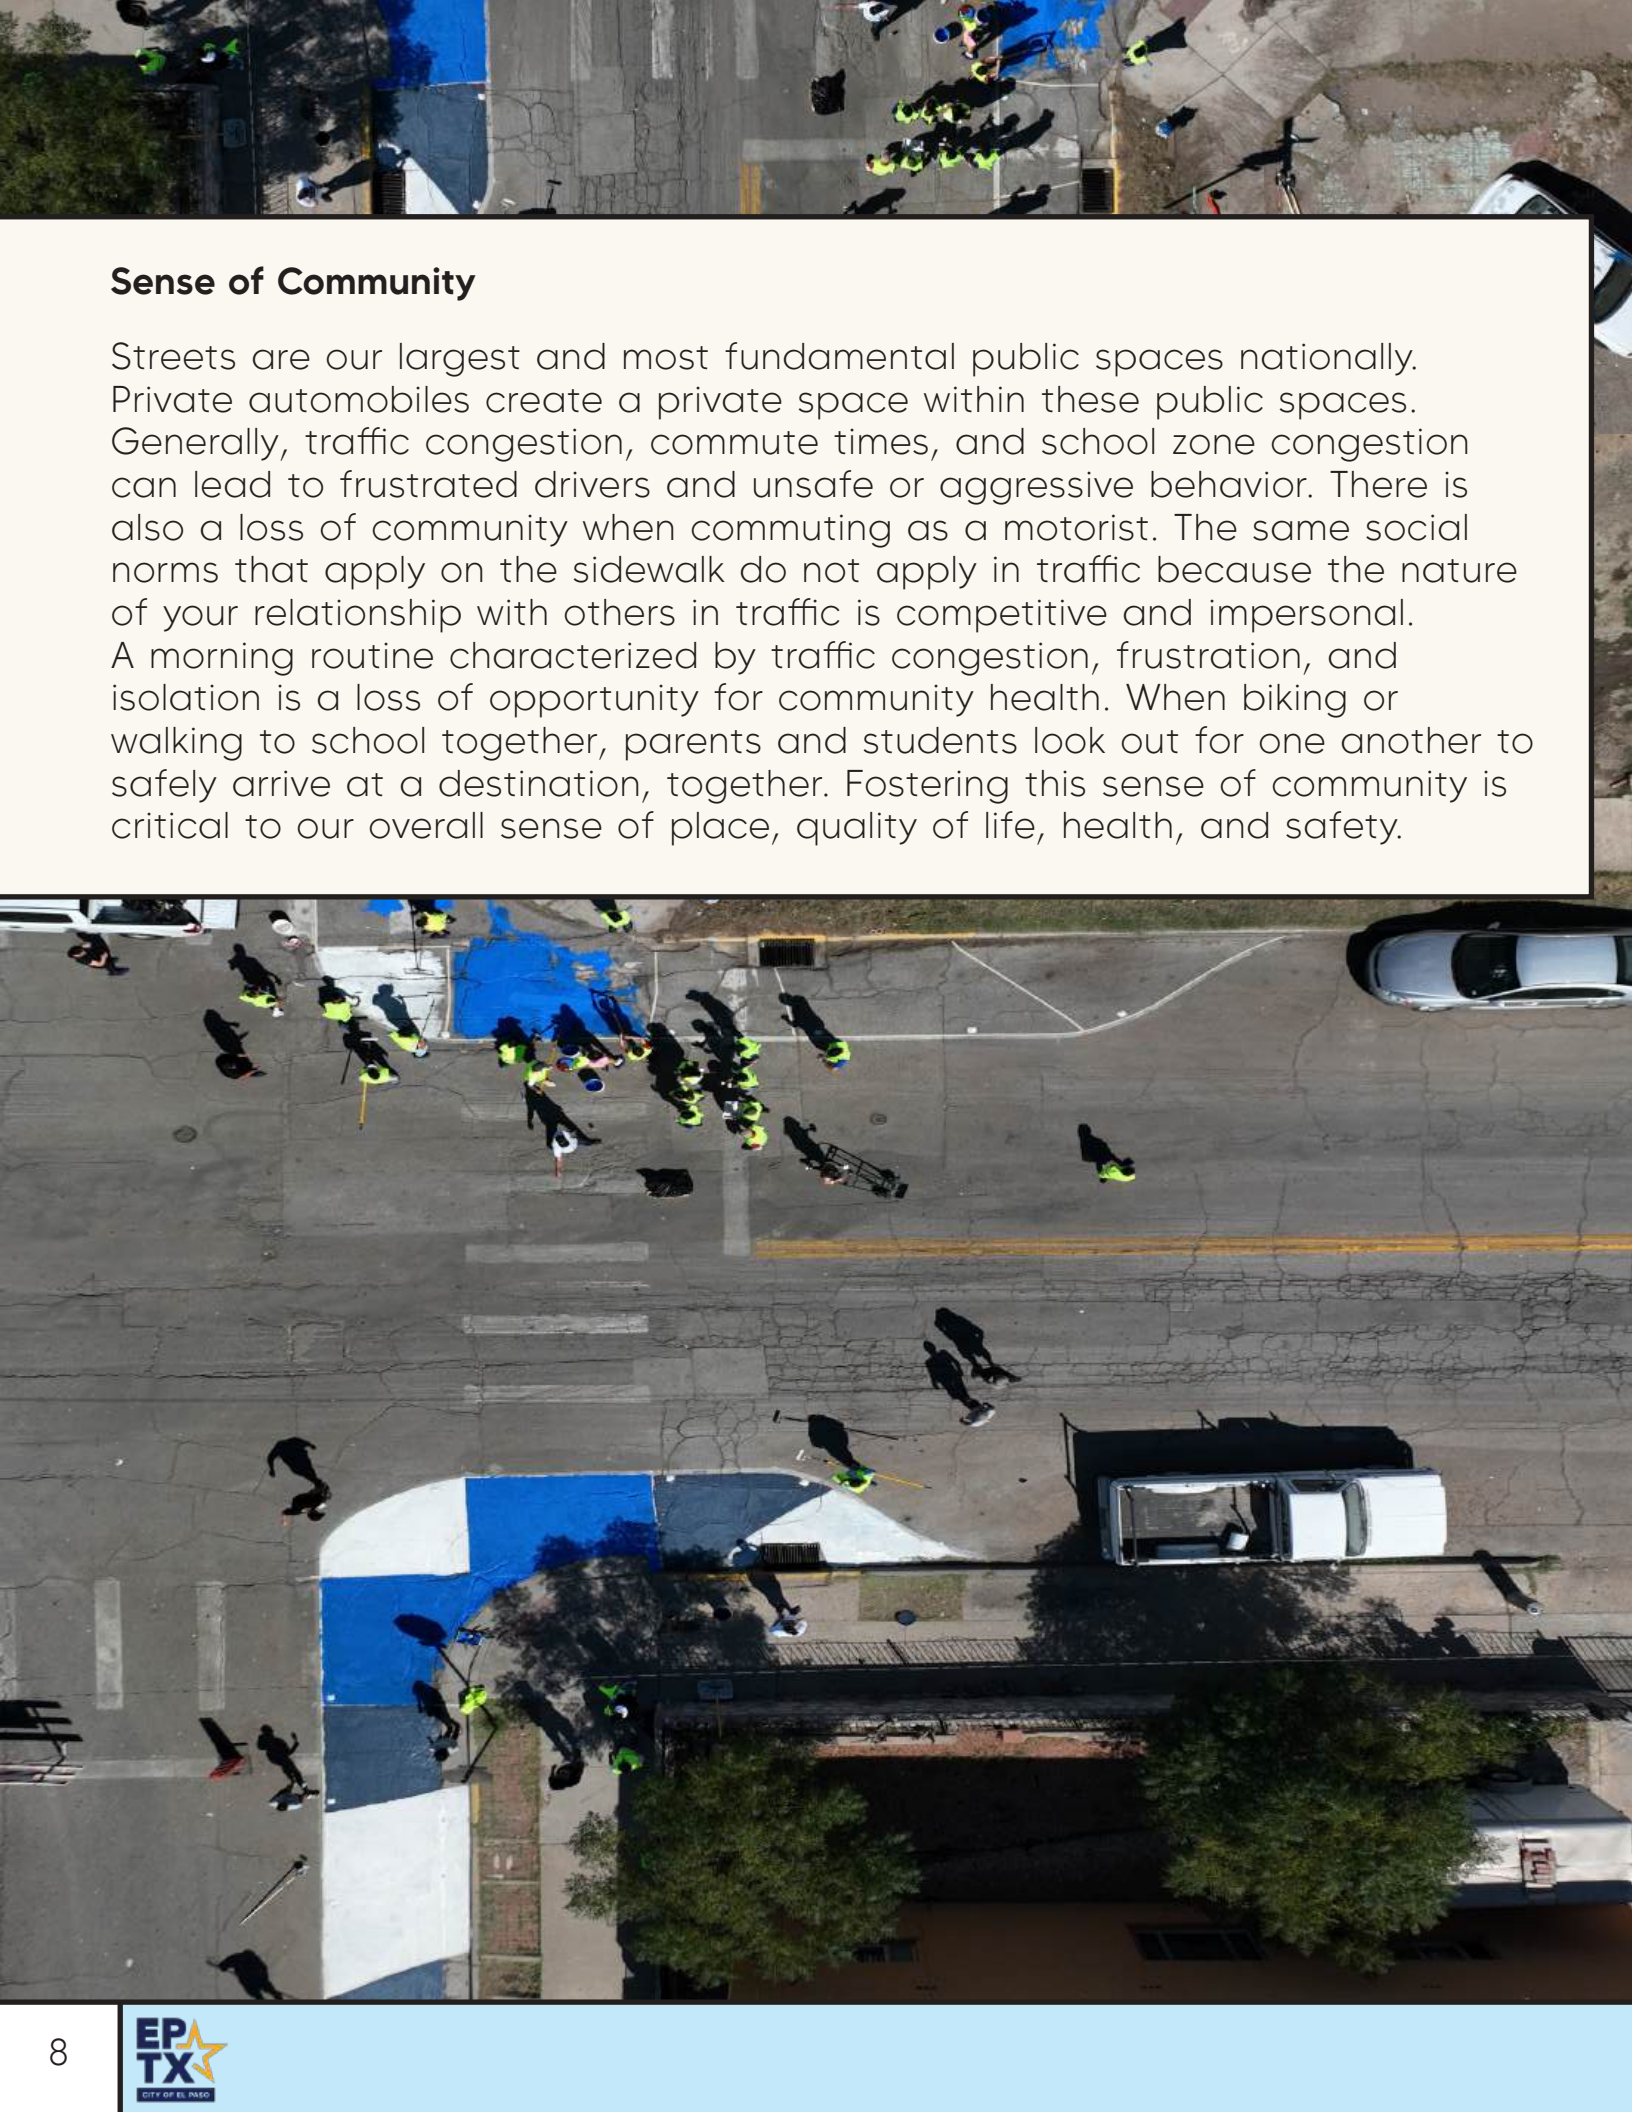 Sense of Community
Streets are our largest and most fundamental public spaces nationally.
Private automobiles create a private space within these public spaces.
Generally, traffic congestion, commute times, and school zone congestion
can lead to frustrated drivers and unsafe or aggressive behavior. There is
also a loss of community when commuting as a motorist. The same social
norms that apply on the sidewalk do not apply in traffic because the nature
of your relationship with others in traffic is competitive and impersonal.
A morning routine characterized by traffic congestion, frustration, and
isolation is a loss of opportunity for community health. When biking or
walking to school together, parents and students look out for one another to
safely arrive at a destination, together. Fostering this sense of community is
critical to our overall sense of place, quality of life, health, and safety.
8
EP
TX
CITY OF EL PASO